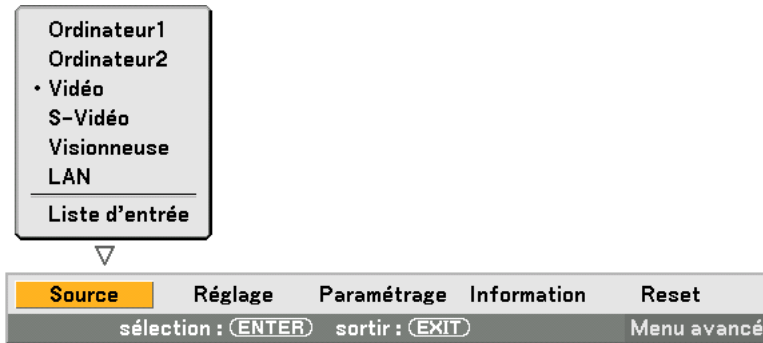 Ordinateur1
Ordinateur2
• Vidéo
S-Vidéo
Visionneuse
LAN
Liste d'entrée
Source Réglage Paramétrage Information Reset
sélection : ENTER sortir : EXIT Menu avancé